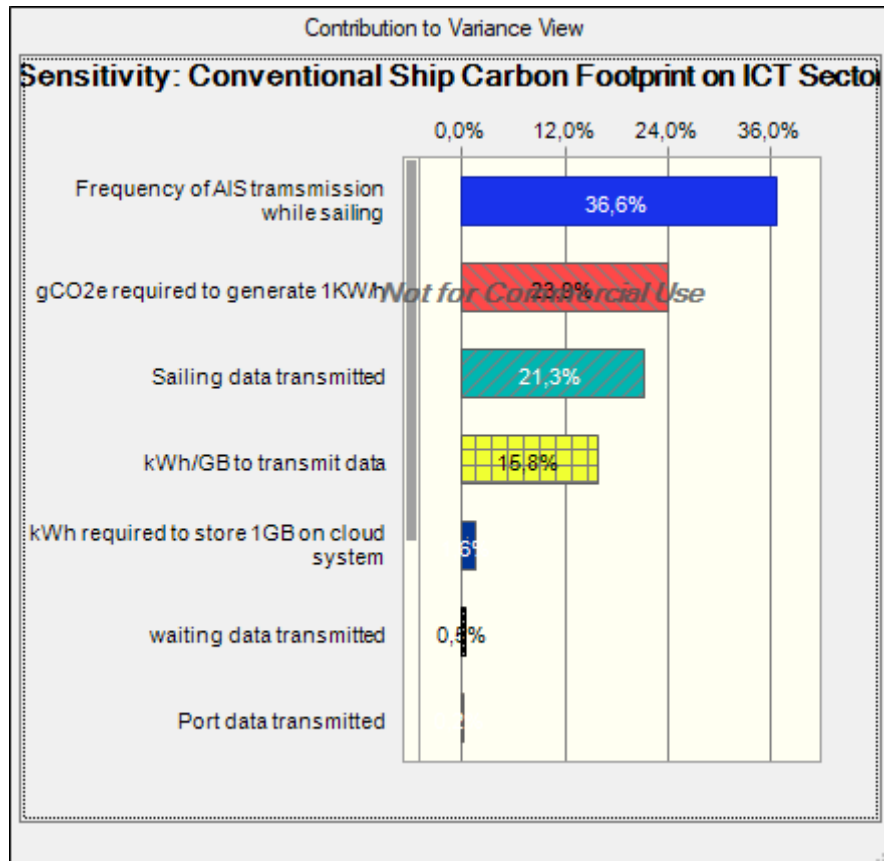 Contribution to Variance View
Sensitivity: Conventional Ship Carbon Footprint on ICT Sector
0,0% 12,0% 24,0% 36,0%
Frequency of AIS tramsmission
while sailing
36,6%
gCO2e required to generate 1KW/h
23,9%
Not for Commercial Use
Sailing data transmitted
21,3%
kWh/GB to transmit data
15,8%
kWh required to store 1GB on cloud
system
6%
waiting data transmitted
0,5%
Port data transmitted